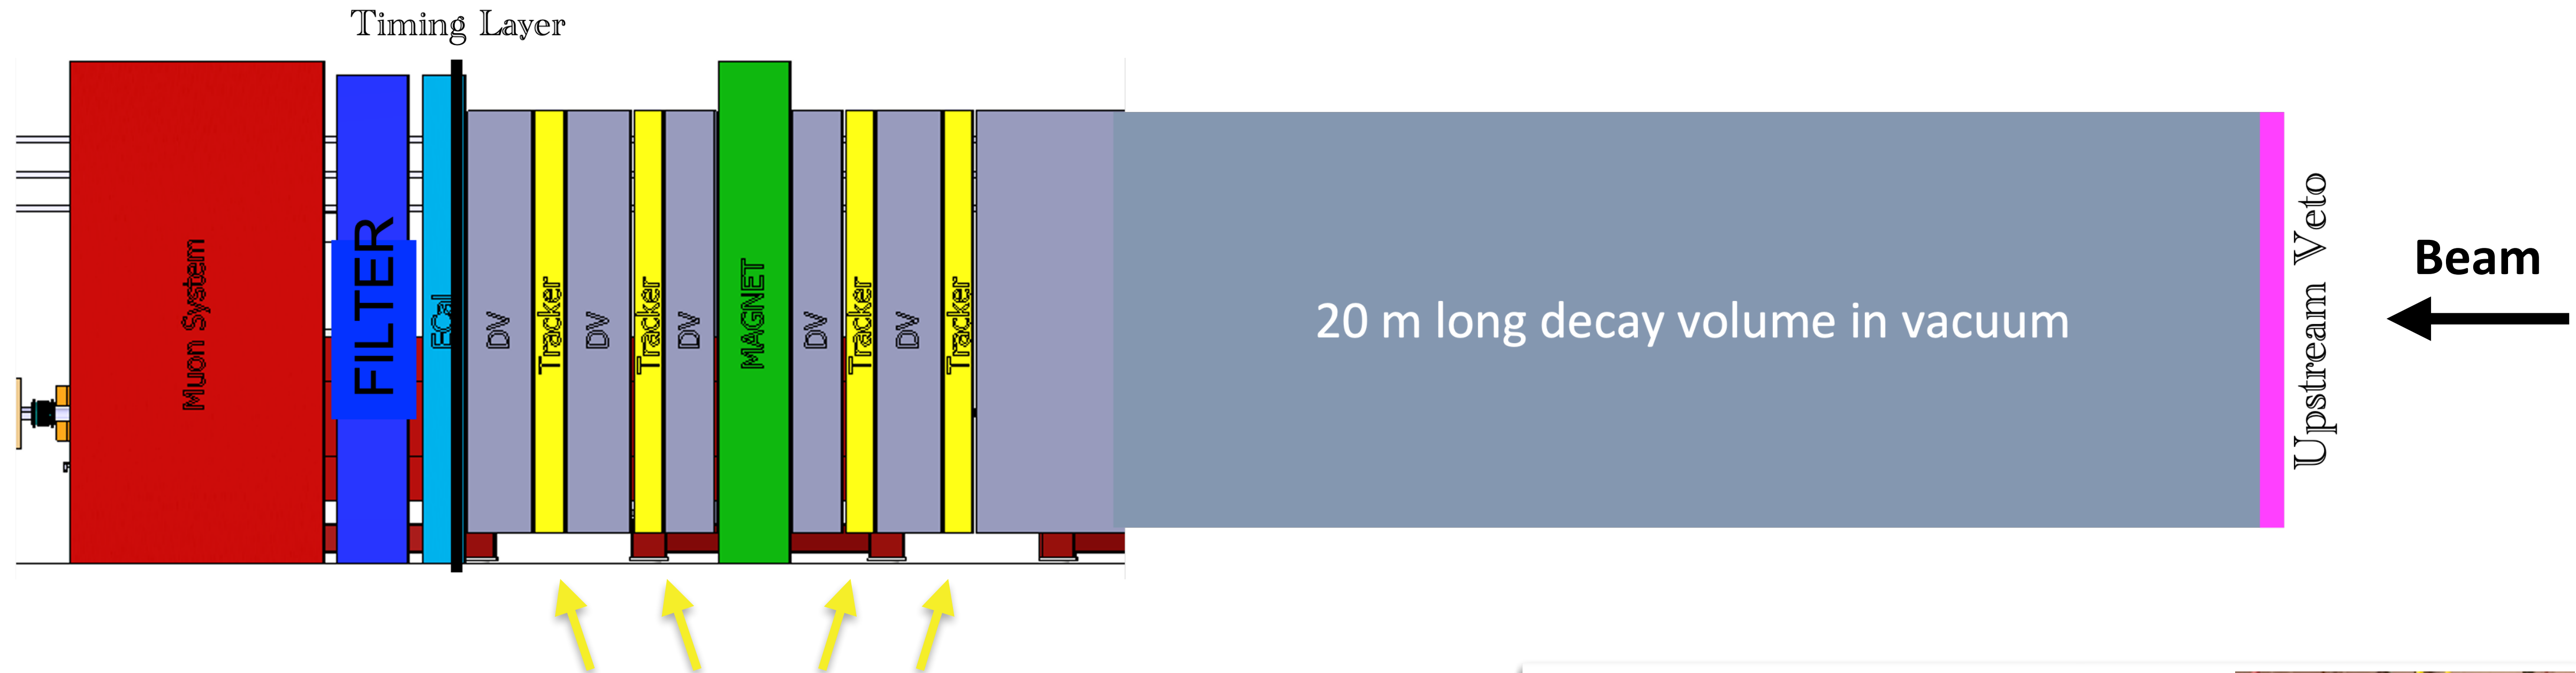 Timing Layer
Muon System
FILTER
ECal
DV
Tracker
DV
Tracker
DV
MAGNET
DV
Tracker
DV
Tracker
20 m long decay volume in vacuum
Upstream Veto
Beam